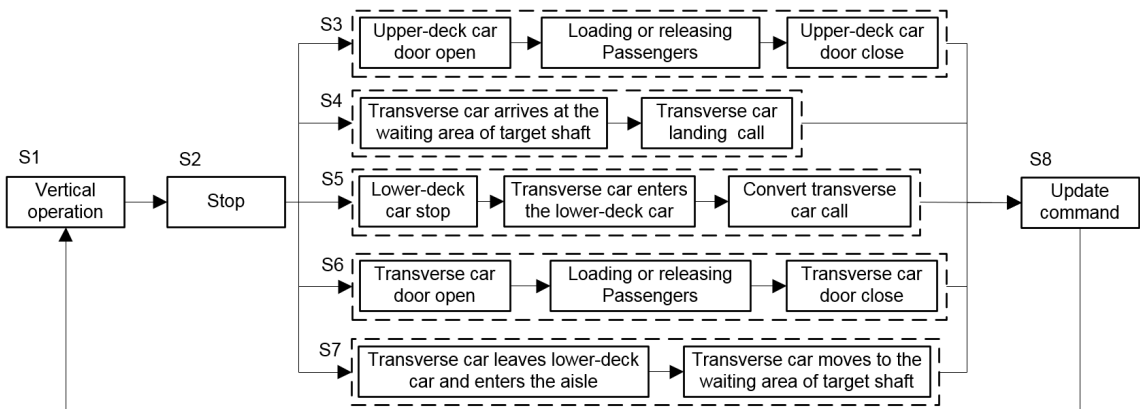 S3
Upper-deck car
door open
Loading or releasing
Passengers
Upper-deck car
door close
S4
Transverse car arrives at the
waiting area of target shaft
Transverse car
landing call
S1
Vertical
operation
S2
Stop
S5
Lower-deck
car stop
Transverse car enters
the lower-deck car
Convert transverse
car call
S8
Update
command
S6
Transverse car
door open
Loading or releasing
Passengers
Transverse car
door close
S7
Transverse car leaves lower-deck
car and enters the aisle
Transverse car moves to the
waiting area of target shaft